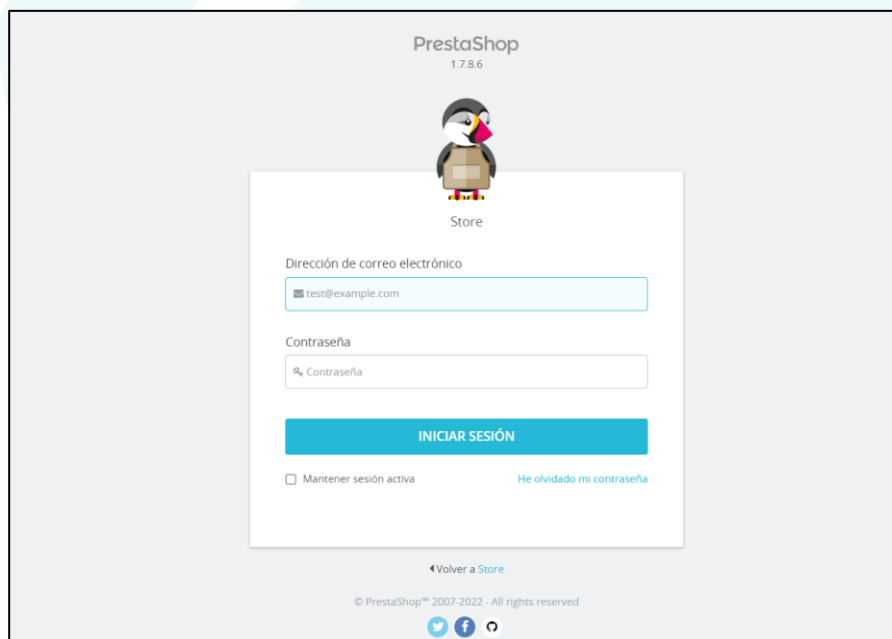 PrestaShop
1.7.8.6
Store
Dirección de correo electrónico
test@example.com
Contraseña
Contraseña
INICIAR SESIÓN
Mantener sesión activa He olvidado mi contraseña
Volver a Store
© PrestaShop™ 2007-2022 - All rights reserved